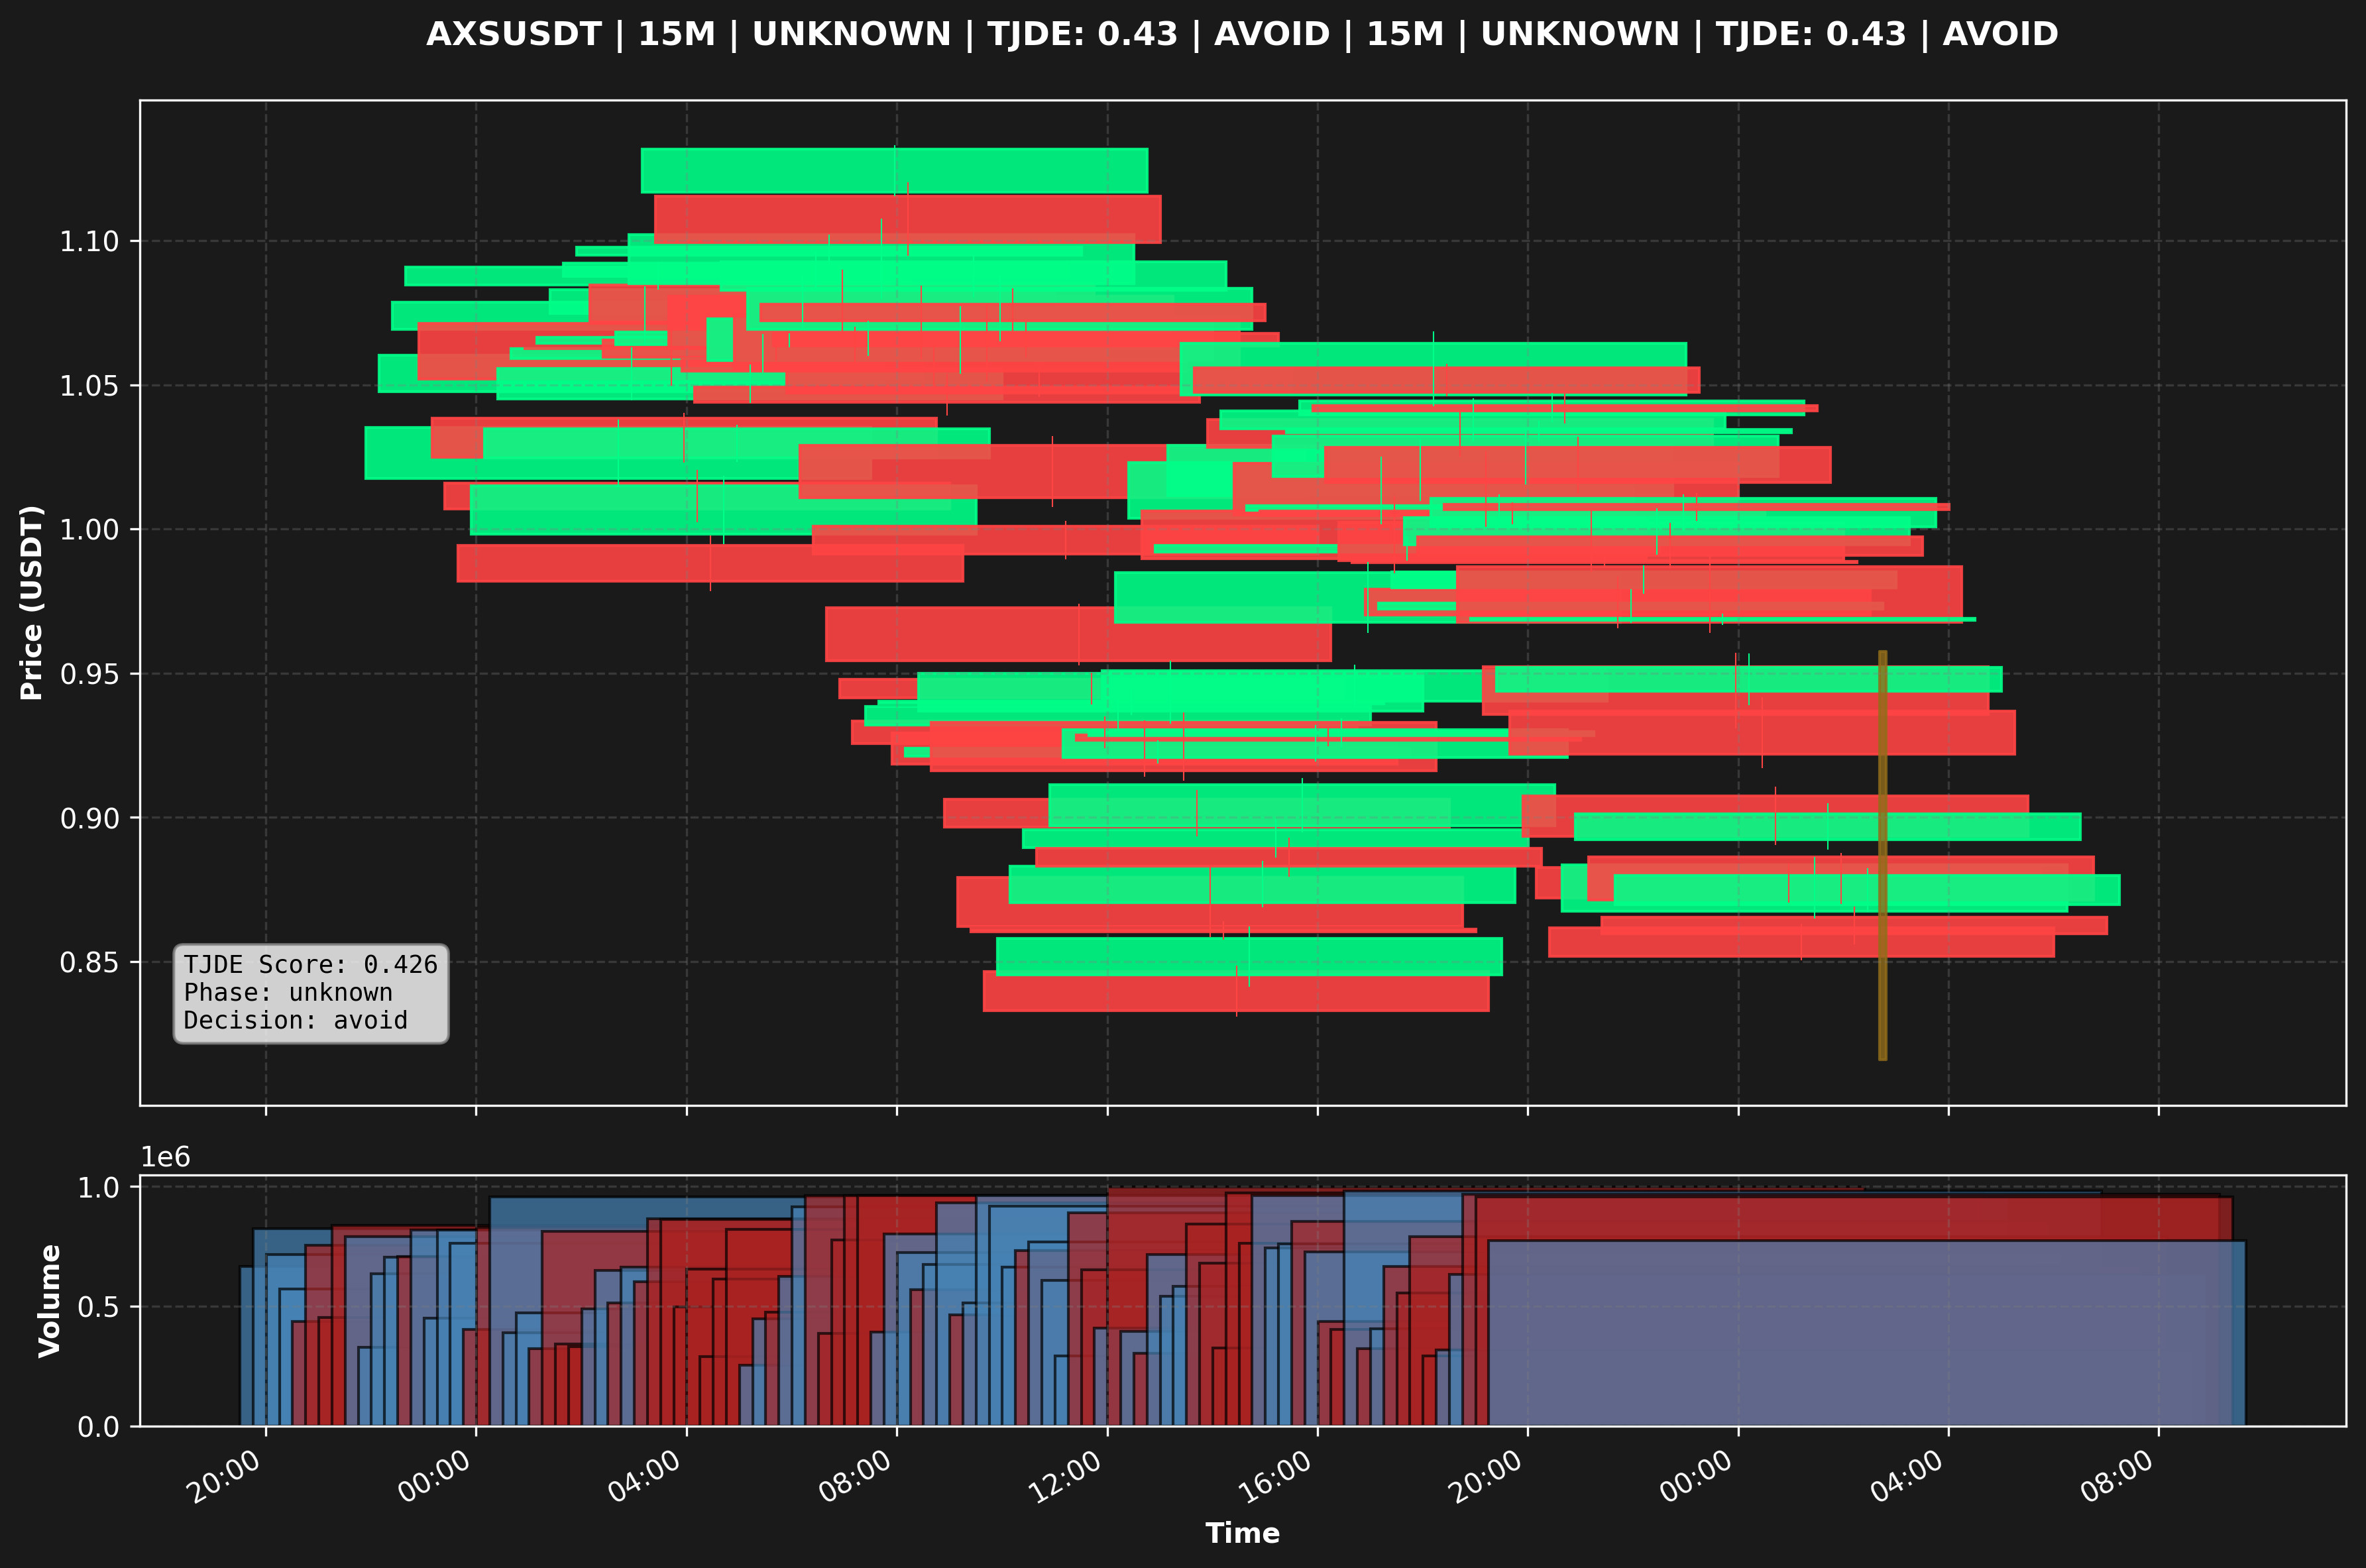 AXSUSDT | 15M | UNKNOWN | TJDE: 0.43 | AVOID | 15M | UNKNOWN | TJDE: 0.43 | AVOID
Price (USDT)
1.10
1.05
1.00
0.95
0.90
0.85
TJDE Score: 0.426
Phase: unknown
Decision: avoid
1e6
Volume
1.0
0.5
0.0
20:00 00:00 04:00 08:00 12:00 16:00 20:00 00:00 04:00 08:00
Time